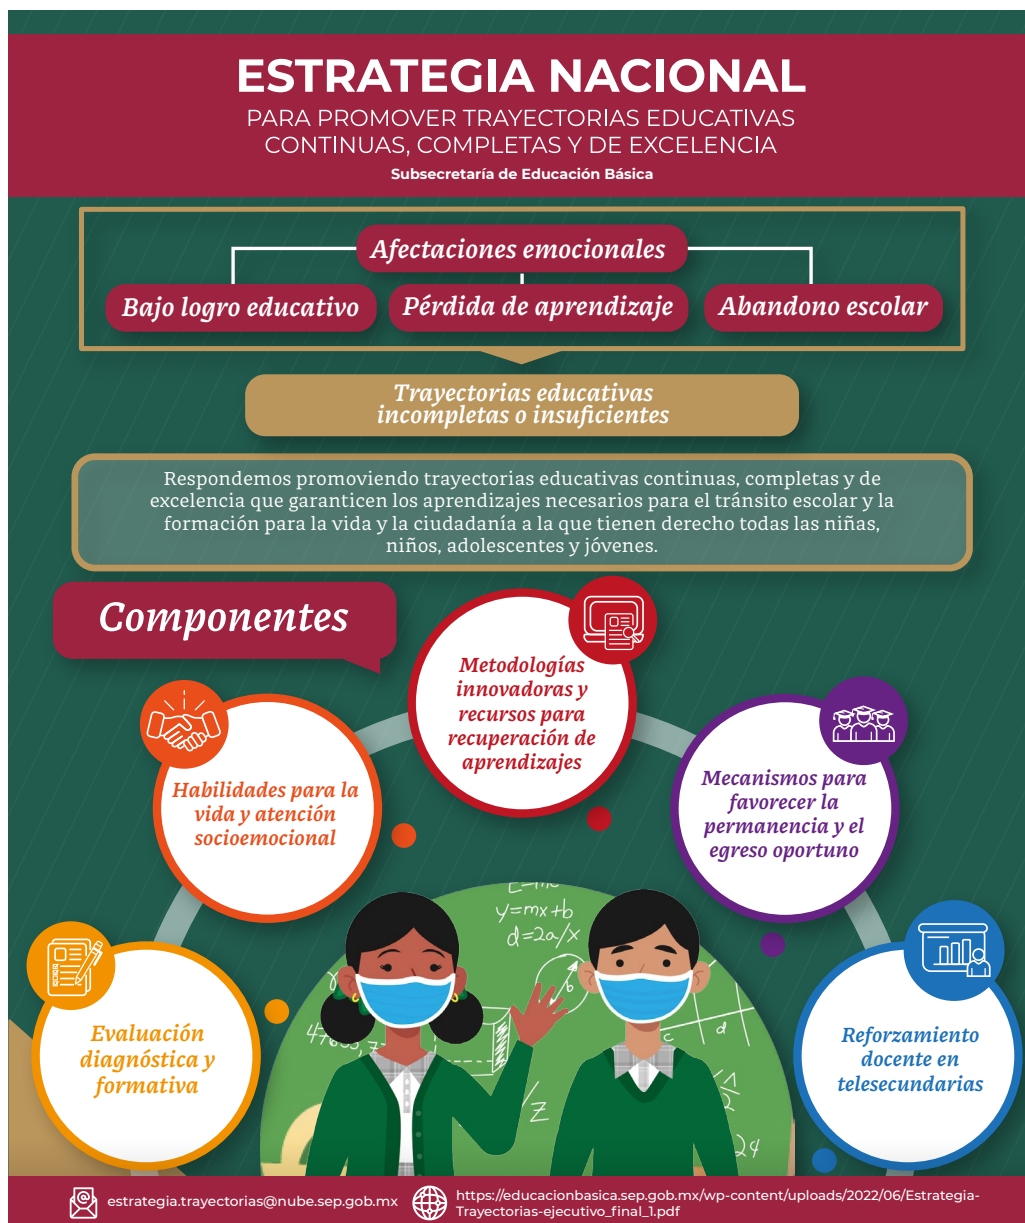 ESTRATEGIA NACIONAL
PARA PROMOVER TRAYECTORIAS EDUCATIVAS
CONTINUAS, COMPLETAS Y DE EXCELENCIA
Subsecretaría de Educación Básica
Afectaciones emocionales
Bajo logro educativo
Pérdida de aprendizaje
Abandono escolar
Trayectorias educativas
incompletas o insuficientes
Respondemos promoviendo trayectorias educativas continuas, completas y de
excelencia que garanticen los aprendizajes necesarios para el tránsito escolar y la
formación para la vida y la ciudadanía a la que tienen derecho todas las niñas,
niños, adolescentes y jóvenes.
Componentes
Metodologías
innovadoras y
recursos para
recuperación de
aprendizajes
Habilidades para la
vida y atención
socioemocional
Mecanismos para
favorecer la
permanencia y el
egreso oportuno
Evaluación
diagnóstica y
formativa
Reforzamiento
docente en
telesecundarias
y=mx+b
d=2a/x
b
c
d
/Z
24
estrategia.trayectorias@nube.sep.gob.mx
https://educacionbasica.sep.gob.mx/wp-content/uploads/2022/06/Estrategia-
Trayectorias-ejecutivo_final_1.pdf